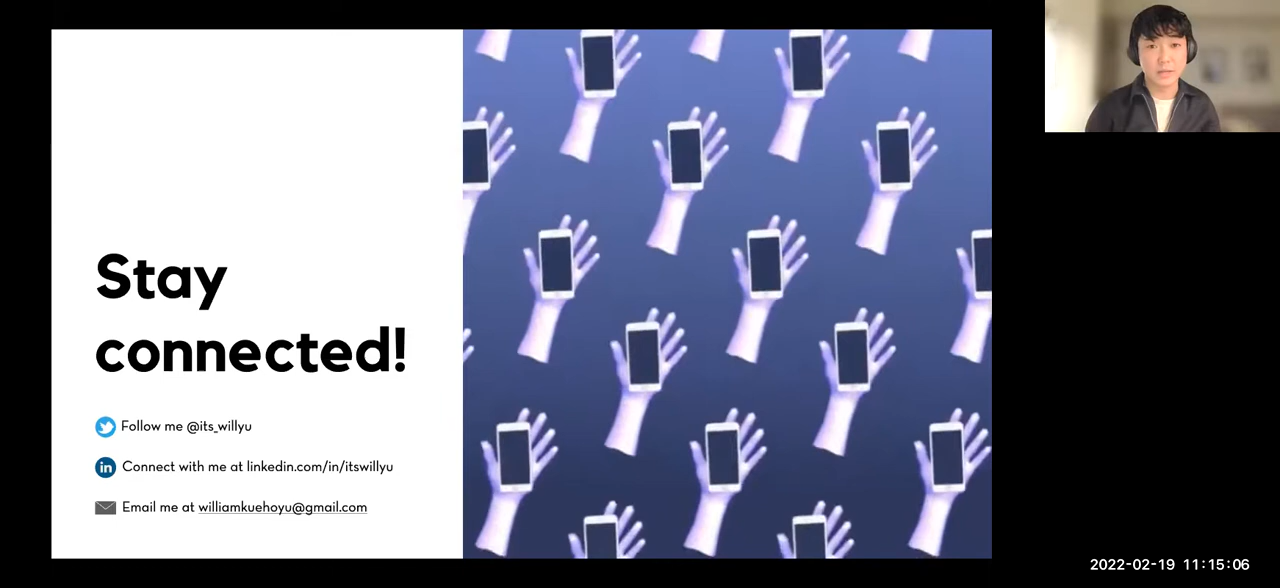 Stay
connected!
Follow me @its_willyu
in Connect with me at linkedin.com/in/itswillyu
Email me at williamkuehoyu@gmail.com
2022-02-19 11:15:06